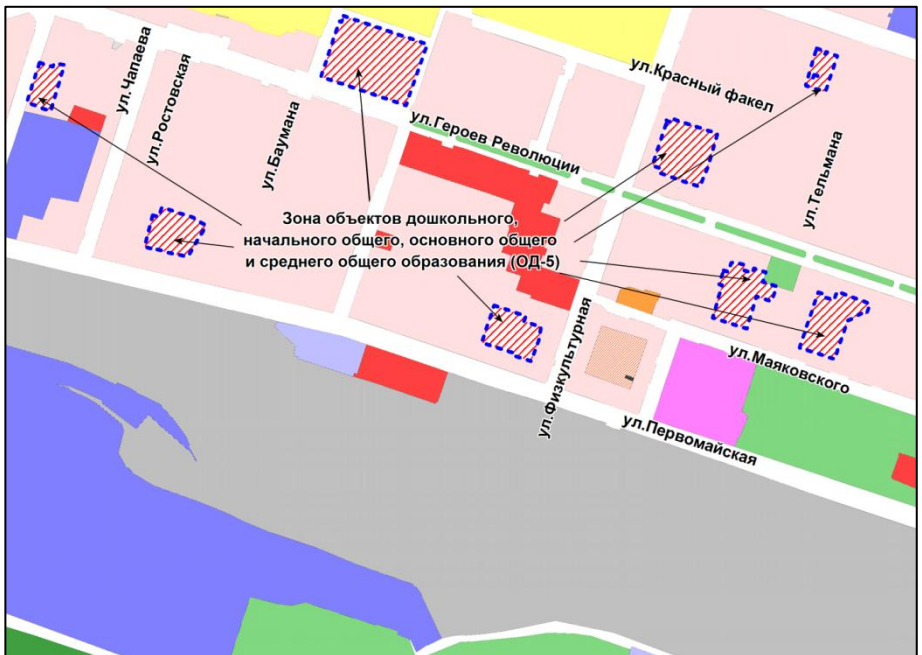 ул.Чапаева
ул.Ростовская
ул.Баумана
ул.Героев Революции
ул.Красный факел
ул.Тельмана
Зона объектов дошкольного,
начального общего, основного общего
и среднего общего образования (ОД-5)
ул.Физкультурная
ул.Маяковского
ул.Первомайская